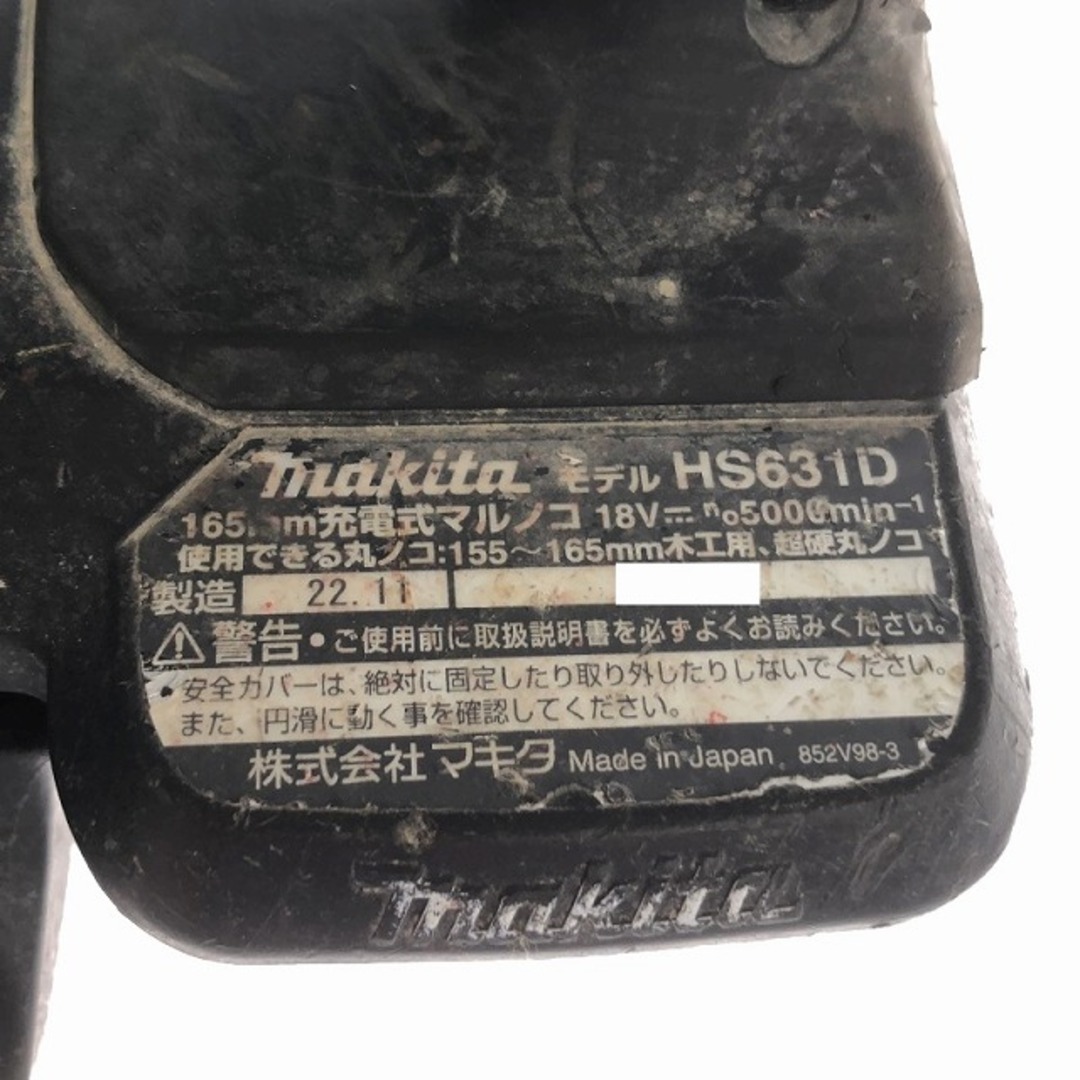 makita モデル HS631D
165mm充電式マルノコ 18V⎓ n₀5000min⁻¹
使用できる丸ノコ:155～165mm木工用、超硬丸ノコ
製造 22.11
⚠警告 •ご使用前に取扱説明書を必ずよくお読みください。
•安全カバーは、絶対に固定したり取り外したりしないでください。
また、円滑に動く事を確認してください。
株式会社マキタ Made in Japan 852V98-3
makita